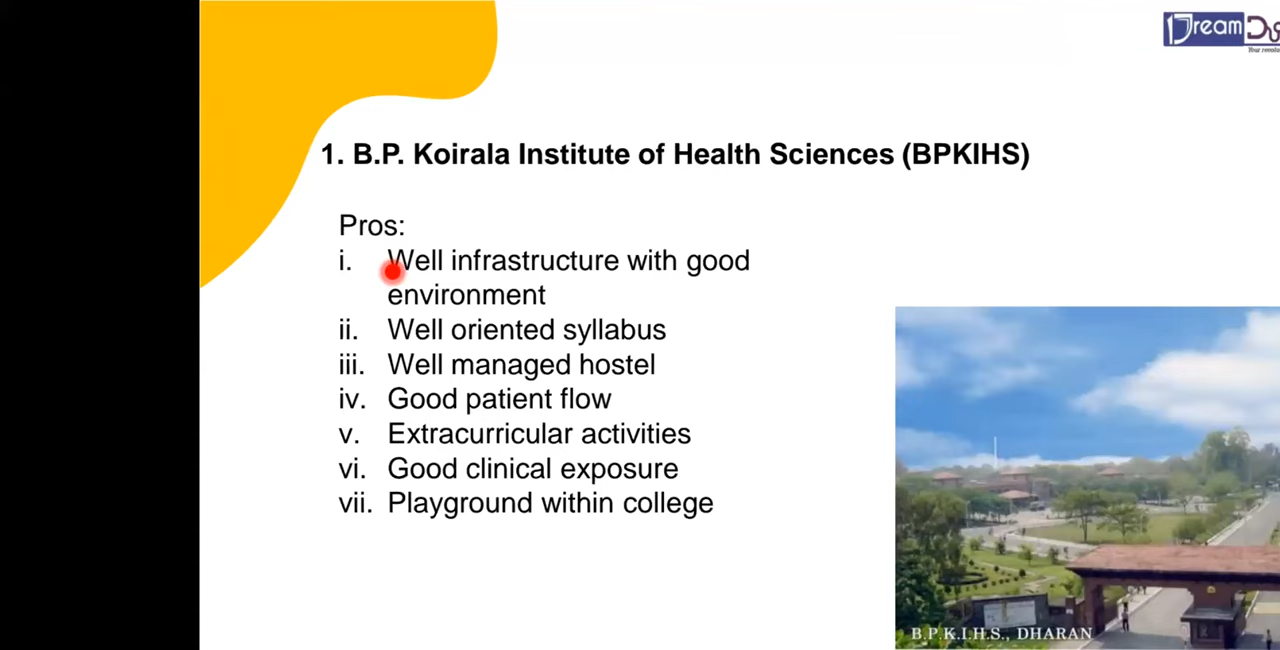 Dream
1. B.P. Koirala Institute of Health Sciences (BPKIHS)
Pros:
i. Well infrastructure with good
environment
ii. Well oriented syllabus
iii. Well managed hostel
iv. Good patient flow
v. Extracurricular activities
vi. Good clinical exposure
vii. Playground within college
B.P.K.I.H.S., DHARAN